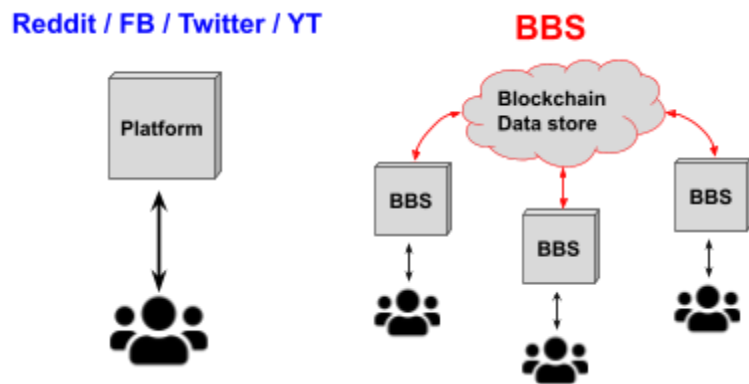 Reddit / FB / Twitter / YT
BBS
Platform
Blockchain
Data store
BBS
BBS
BBS